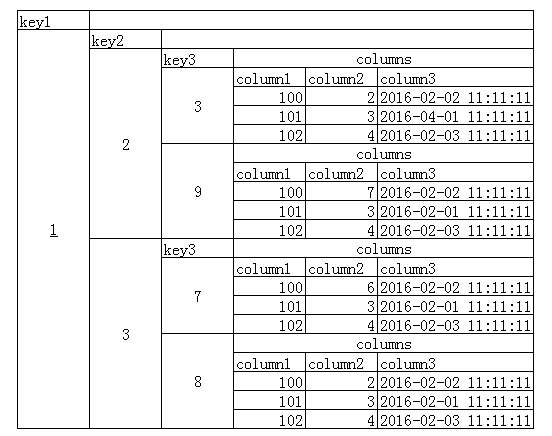 key1
key2
key3 columns
column1 column2 column3
3
100 2 2016-02-02 11:11:11
101 3 2016-04-01 11:11:11
102 4 2016-02-03 11:11:11
2
columns
column1 column2 column3
9
100 7 2016-02-02 11:11:11
101 3 2016-02-01 11:11:11
102 4 2016-02-03 11:11:11
1
key3 columns
column1 column2 column3
7
100 6 2016-02-02 11:11:11
101 3 2016-02-01 11:11:11
102 4 2016-02-03 11:11:11
3
columns
column1 column2 column3
8
100 2 2016-02-02 11:11:11
101 3 2016-02-01 11:11:11
102 4 2016-02-03 11:11:11